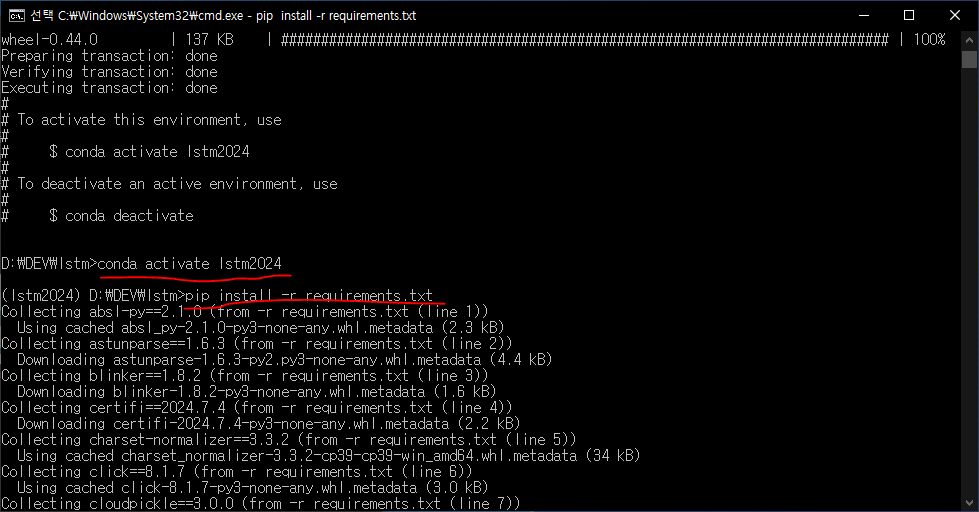 선택 C:₩Windows₩System32₩cmd.exe - pip  install -r requirements.txt
wheel-0.44.0         | 137 KB    | ########################################################################### | 100%
Preparing transaction: done
Verifying transaction: done
Executing transaction: done
#
# To activate this environment, use
#
#     $ conda activate lstm2024
#
# To deactivate an active environment, use
#
#     $ conda deactivate
D:₩DEV₩lstm>conda activate lstm2024
(lstm2024) D:₩DEV₩lstm>pip install -r requirements.txt
Collecting absl-py==2.1.0 (from -r requirements.txt (line 1))
  Using cached absl_py-2.1.0-py3-none-any.whl.metadata (2.3 kB)
Collecting astunparse==1.6.3 (from -r requirements.txt (line 2))
  Downloading astunparse-1.6.3-py2.py3-none-any.whl.metadata (4.4 kB)
Collecting blinker==1.8.2 (from -r requirements.txt (line 3))
  Downloading blinker-1.8.2-py3-none-any.whl.metadata (1.6 kB)
Collecting certifi==2024.7.4 (from -r requirements.txt (line 4))
  Downloading certifi-2024.7.4-py3-none-any.whl.metadata (2.2 kB)
Collecting charset-normalizer==3.3.2 (from -r requirements.txt (line 5))
  Using cached charset_normalizer-3.3.2-cp39-cp39-win_amd64.whl.metadata (34 kB)
Collecting click==8.1.7 (from -r requirements.txt (line 6))
  Using cached click-8.1.7-py3-none-any.whl.metadata (3.0 kB)
Collecting cloudpickle==3.0.0 (from -r requirements.txt (line 7))